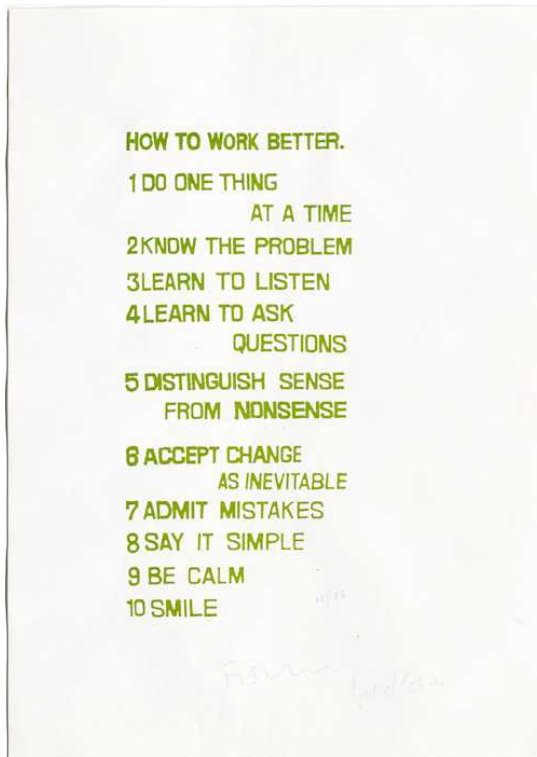 HOW TO WORK BETTER.
1 DO ONE THING
AT A TIME
2 KNOW THE PROBLEM
3 LEARN TO LISTEN
4 LEARN TO ASK
QUESTIONS
5 DISTINGUISH SENSE
FROM NONSENSE
6 ACCEPT CHANGE
AS INEVITABLE
7 ADMIT MISTAKES
8 SAY IT SIMPLE
9 BE CALM
10 SMILE